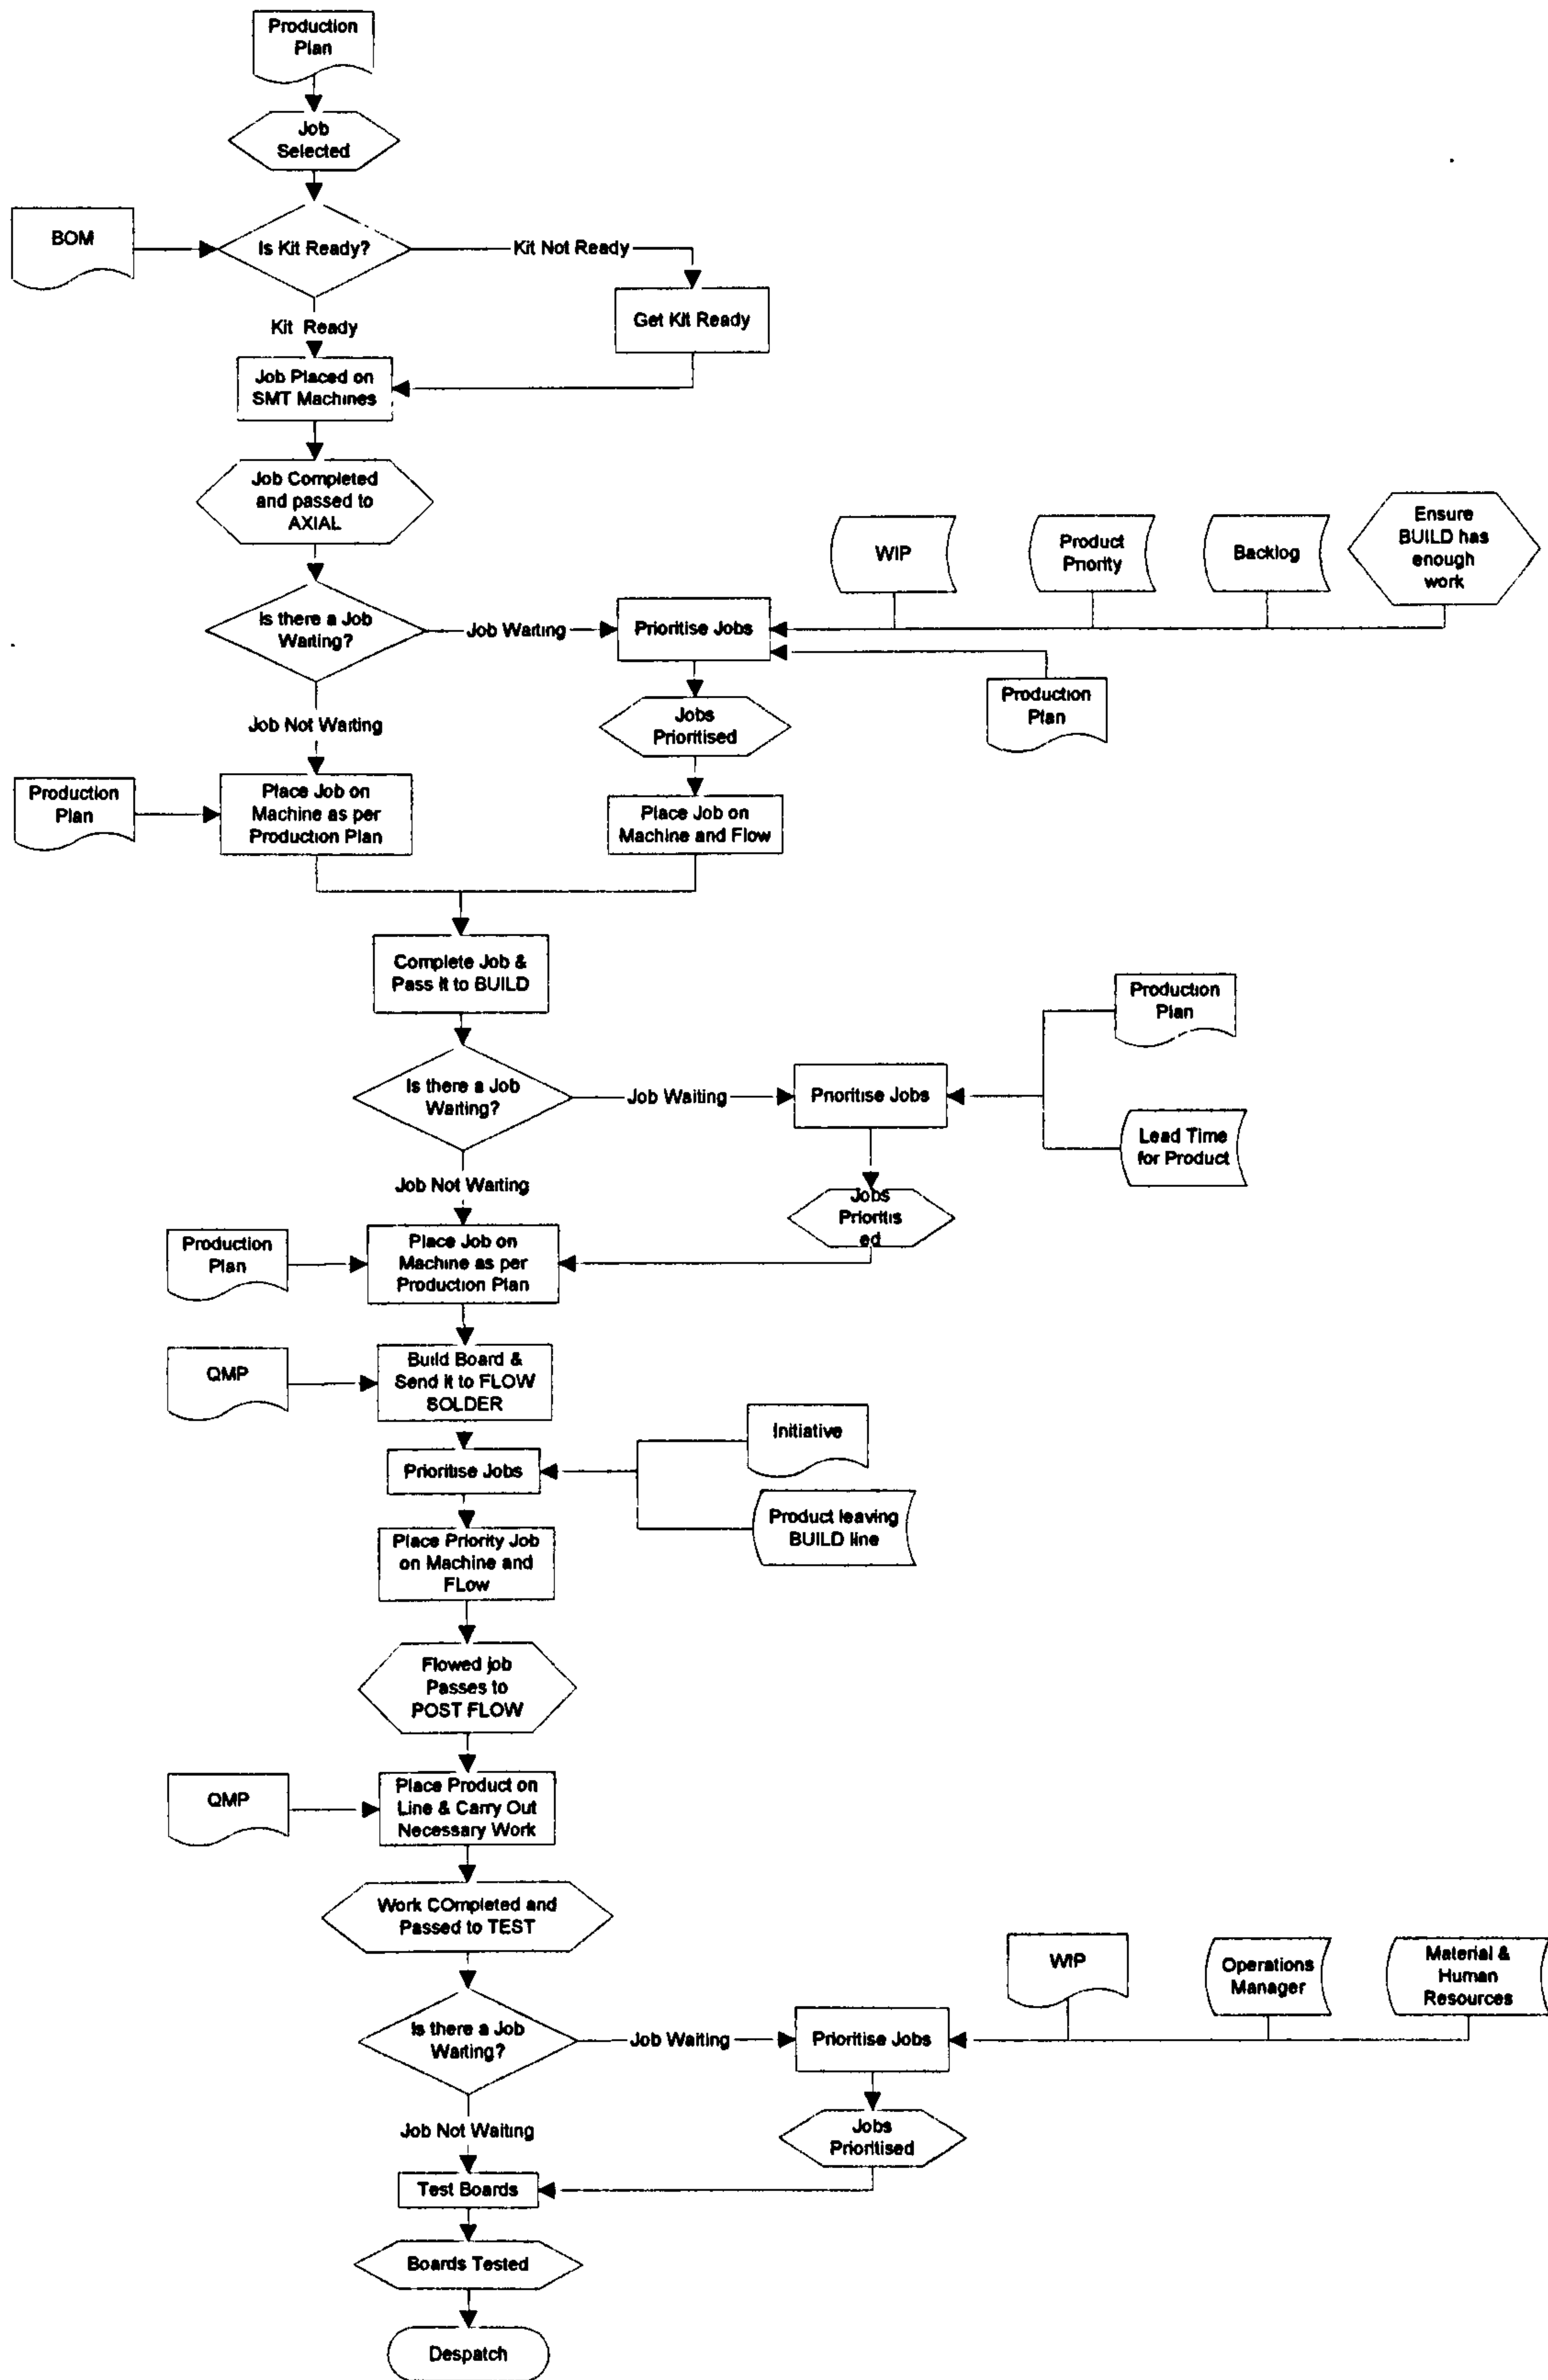 Production
Plan
Job
Selected
BOM
Is Kit Ready?
Kit Not Ready
Get Kit Ready
Kit Ready
Job Placed on
SMT Machines
Job Completed
and passed to
AXIAL
WIP
Product
Priority
Backlog
Ensure
BUILD has
enough
work
Is there a Job
Waiting?
Job Waiting
Prioritise Jobs
Production
Plan
Jobs
Prioritised
Job Not Waiting
Production
Plan
Place Job on
Machine as per
Production Plan
Place Job on
Machine and Flow
Complete Job &
Pass it to BUILD
Production
Plan
Is there a Job
Waiting?
Job Waiting
Prioritise Jobs
Lead Time
for Product
Job Not Waiting
Jobs
Prioritis
ed
Production
Plan
Place Job on
Machine as per
Production Plan
QMP
Build Board &
Send it to FLOW
SOLDER
Initiative
Prioritise Jobs
Product leaving
BUILD line
Place Priority Job
on Machine and
FLow
Flowed job
Passes to
POST FLOW
QMP
Place Product on
Line & Carry Out
Necessary Work
Work COmpleted and
Passed to TEST
WIP
Operations
Manager
Material &
Human
Resources
Is there a Job
Waiting?
Job Waiting
Prioritise Jobs
Job Not Waiting
Jobs
Prioritised
Test Boards
Boards Tested
Despatch